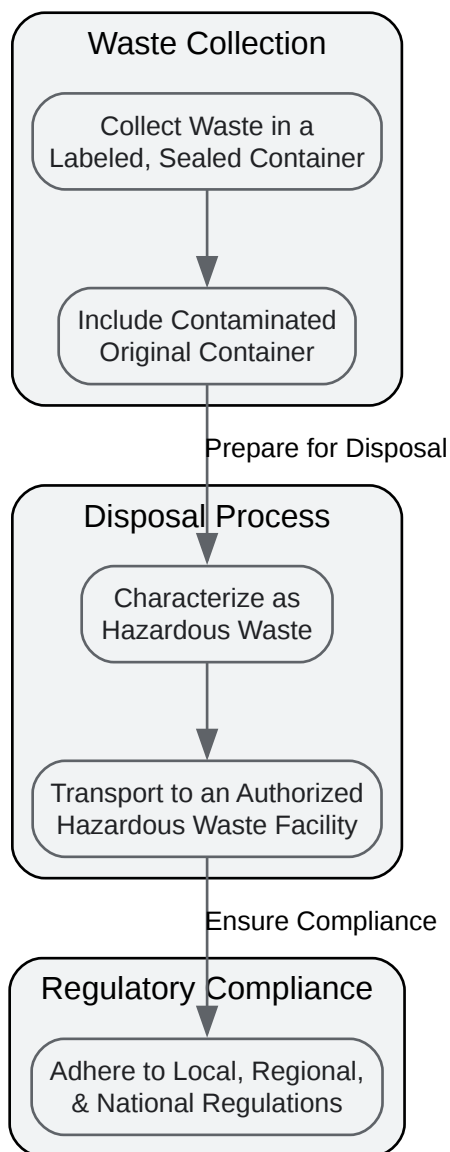 Waste Collection
Collect Waste in a
Labeled, Sealed Container
Include Contaminated
Original Container
Prepare for Disposal
Disposal Process
Characterize as
Hazardous Waste
Transport to an Authorized
Hazardous Waste Facility
Ensure Compliance
Regulatory Compliance
Adhere to Local, Regional,
& National Regulations